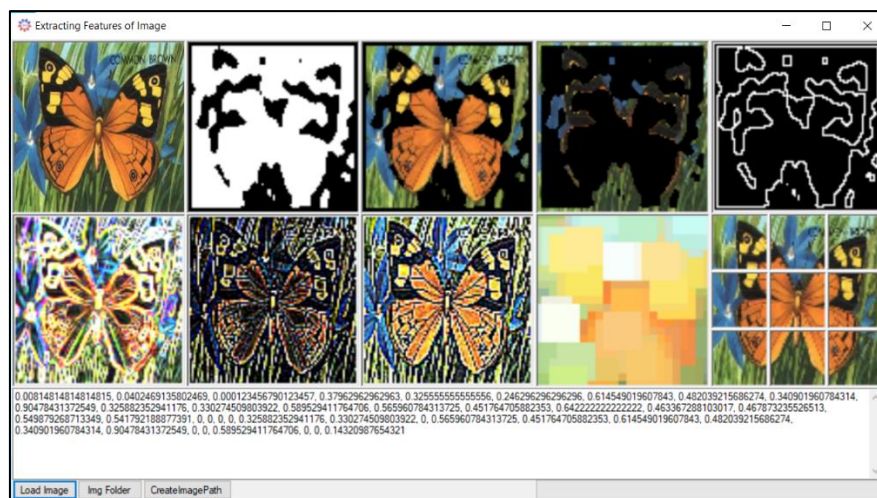 Extracting Features of Image
COMMON BROWN
0.00814814814814815, 0.0402469135802469, 0.000123456790123457, 0.37962962962963, 0.325555555555556, 0.246296296296296, 0.614549019607843, 0.482039215686274, 0.340901960784314,
0.90478431372549, 0.325882352941176, 0.330274509803922, 0.589529411764706, 0.565960784313725, 0.451764705882353, 0.642222222222222, 0.463367288103017, 0.467873235526513,
0.549879268713349, 0.541792188877391, 0, 0, 0, 0, 0.325882352941176, 0.330274509803922, 0, 0.565960784313725, 0.451764705882353, 0.614549019607843, 0.482039215686274,
0.340901960784314, 0.90478431372549, 0, 0, 0.589529411764706, 0, 0, 0.14320987654321
Load Image Img Folder CreateImagePath